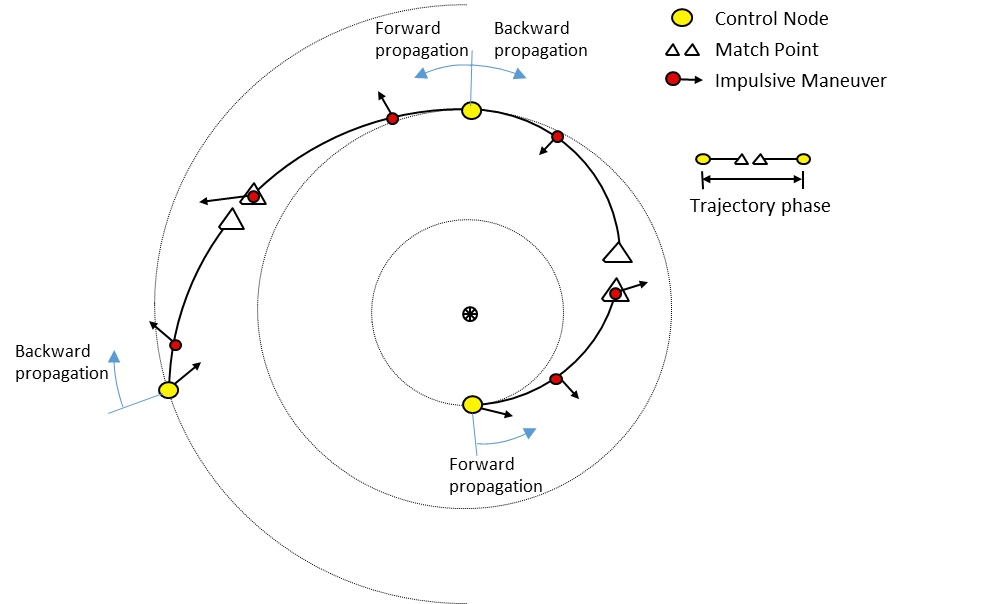 Forward
propagation
Backward
propagation
Control Node
Match Point
Impulsive Maneuver
Trajectory phase
Backward
propagation
Forward
propagation